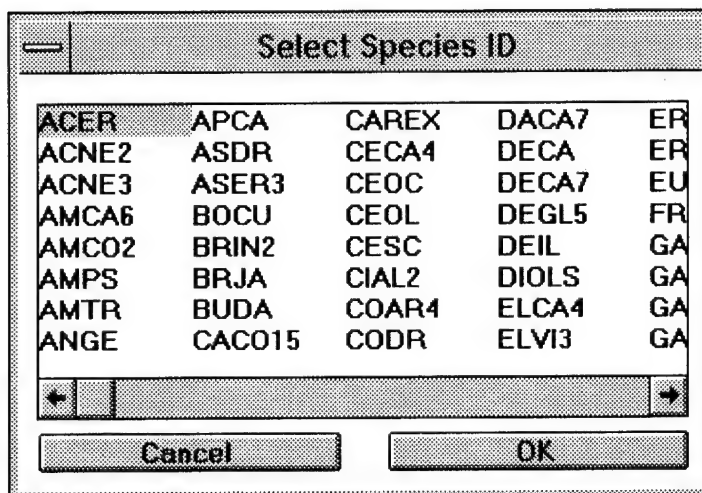 Select Species ID
ACER APCA CAREX DACA7 ER
ACNE2 ASDR CECA4 DECA ER
ACNE3 ASER3 CEOC DECA7 EU
AMCA6 BOCU CEOL DEGL5 FR
AMCO2 BRIN2 CESC DEIL GA
AMPS BRJA CIAL2 DIOLS GA
AMTR BUDA COAR4 ELCA4 GA
ANGE CACO15 CODR ELVI3 GA
Cancel OK